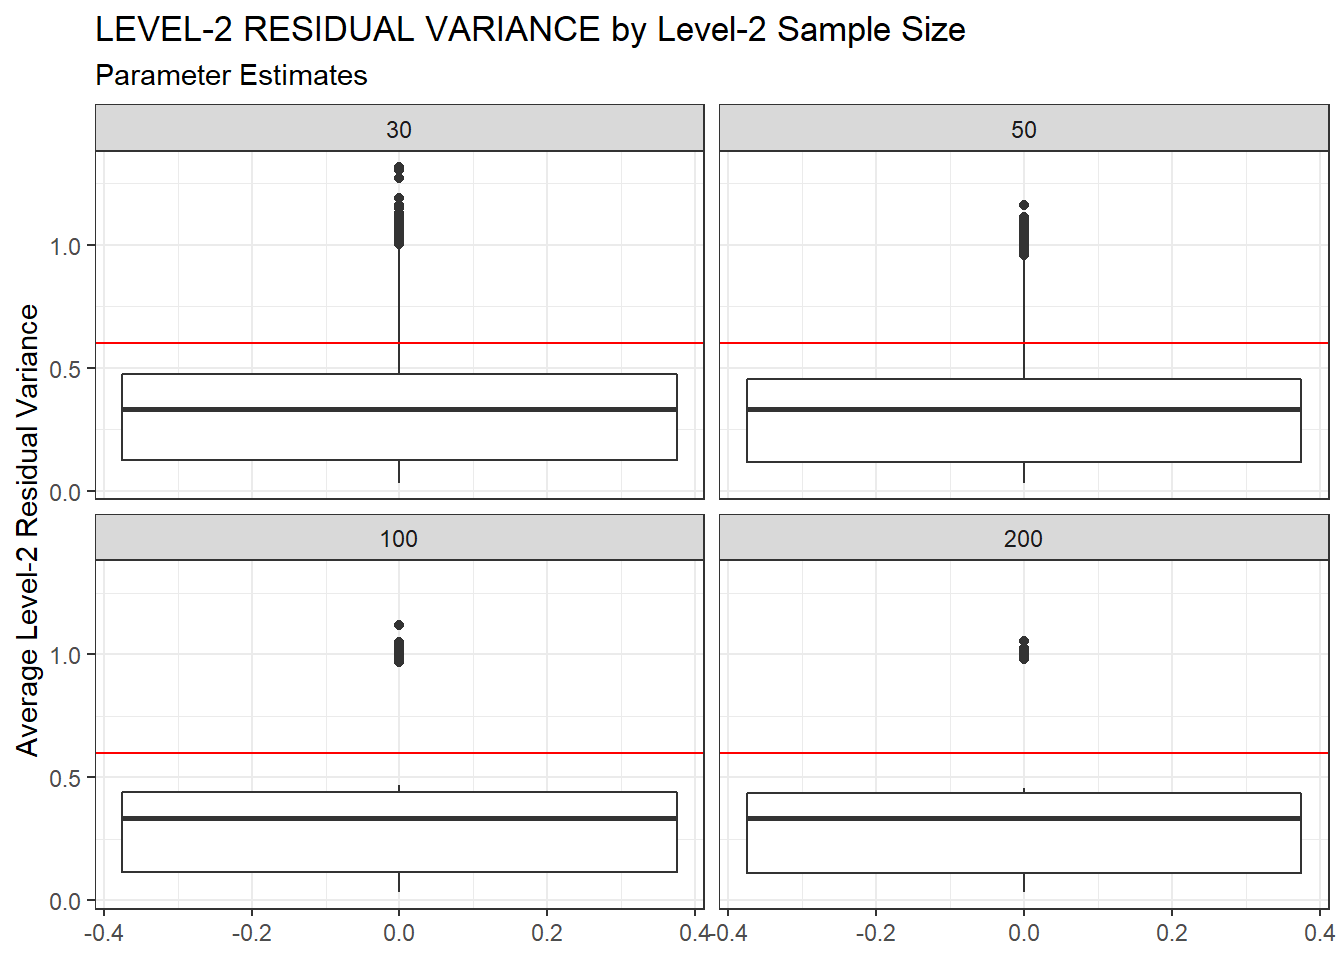 LEVEL-2 RESIDUAL VARIANCE by Level-2 Sample Size
Parameter Estimates
30
50
1.0
0.5
0.0
Average Level-2 Residual Variance
100
200
1.0
0.5
0.0
-0.4 -0.2 0.0 0.2 0.4
-0.4 -0.2 0.0 0.2 0.4